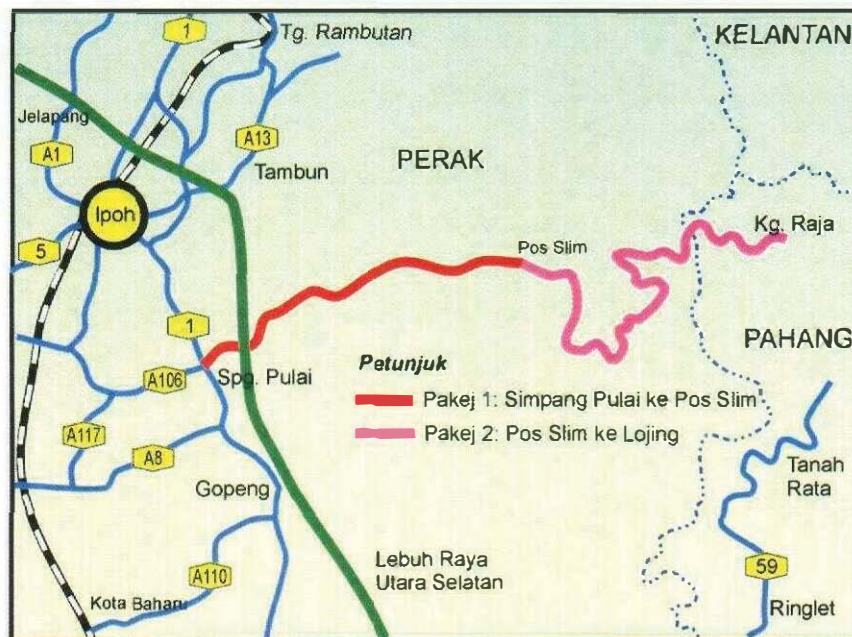 1
Tg. Rambutan
KELANTAN
Jelapang
A1
A13
Tambun
PERAK
Ipoh
5
Kg. Raja
Pos Slim
1
PAHANG
Spg. Pulai
A106
Petunjuk
Pakej 1: Simpang Pulai ke Pos Slim
Pakej 2: Pos Slim ke Lojing
A117
A8
Gopeng
Tanah
Rata
A110
Lebuh Raya
Utara Selatan
59
Kota Baharu
Ringlet